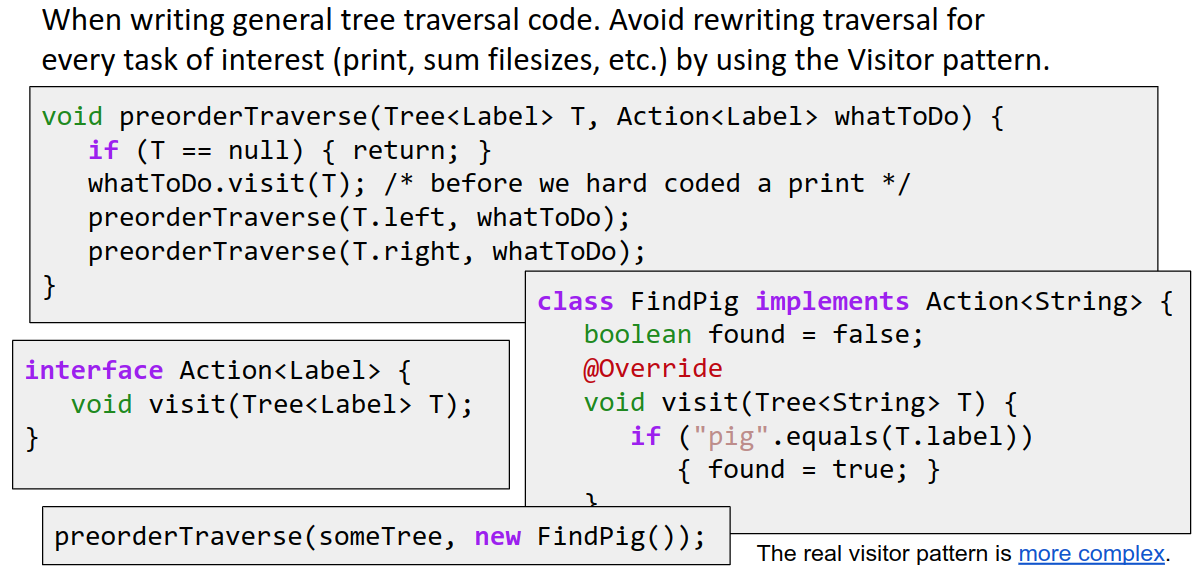 When writing general tree traversal code. Avoid rewriting traversal for
every task of interest (print, sum filesizes, etc.) by using the Visitor pattern.
void preorderTraverse(Tree<Label> T, Action<Label> whatToDo) {
   if (T == null) { return; }
   whatToDo.visit(T); /* before we hard coded a print */
   preorderTraverse(T.left, whatToDo);
   preorderTraverse(T.right, whatToDo);
}
interface Action<Label> {
   void visit(Tree<Label> T);
}
class FindPig implements Action<String> {
   boolean found = false;
   @Override
   void visit(Tree<String> T) {
      if ("pig".equals(T.label))
         { found = true; }
   }
preorderTraverse(someTree, new FindPig());
The real visitor pattern is more complex.